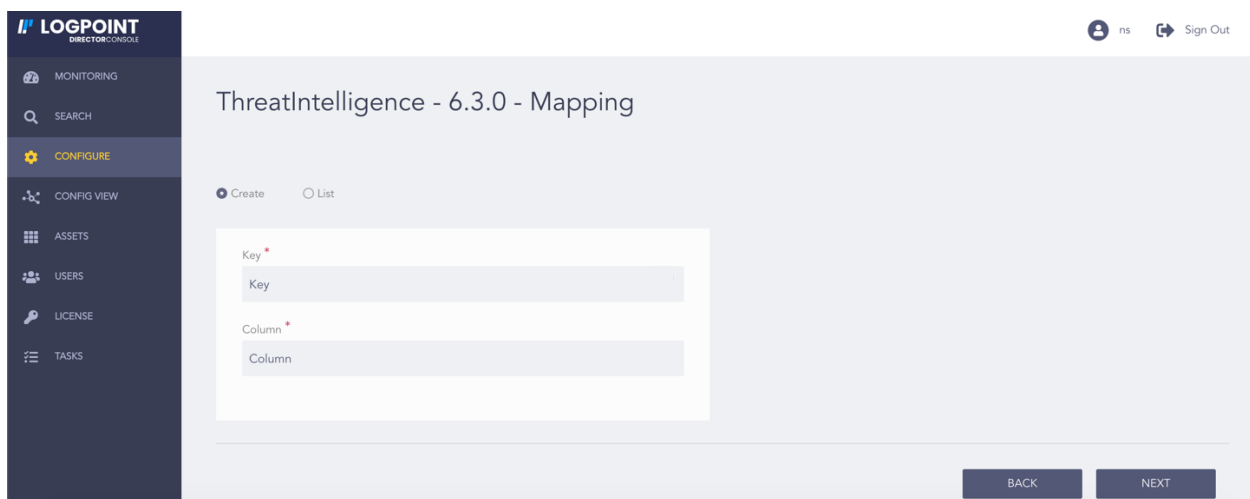 LOGPOINT
DIRECTORCONSOLE
ns
Sign Out
MONITORING
SEARCH
CONFIGURE
CONFIG VIEW
ASSETS
USERS
LICENSE
TASKS
ThreatIntelligence - 6.3.0 - Mapping
Create
List
Key *
Key
Column *
Column
BACK
NEXT